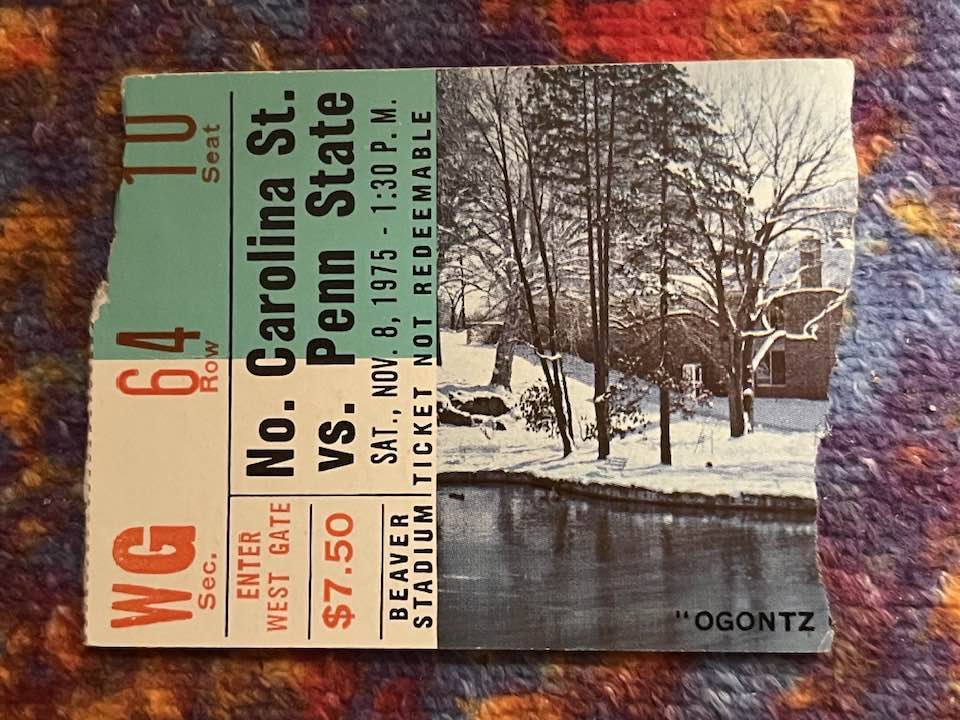 WG 64 10
Sec. Row Seat
ENTER
WEST GATE
$7.50
No. Carolina St.
vs. Penn State
SAT., NOV. 8, 1975 - 1:30 P.M.
BEAVER
STADIUM TICKET NOT REDEEMABLE
"OGONTZ